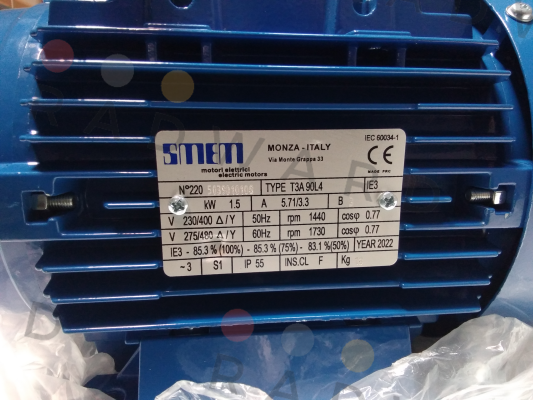 SMEM
motori elettrici
electric motors
MONZA - ITALY
Via Monte Grappa 33
IEC 60034-1
CE
MADE
N°220
TYPE T3A 90L4
IE3
kW 1.5 A 5.71/3.3 B
V 230/400 Δ / Y 50Hz rpm 1440 cosφ 0.77
V 275/480 Δ / Y 60Hz rpm 1730 cosφ 0.77
IE3 - 85.3 % (100%) - 85.3 % (75%) - 83.1 % (50%) YEAR 2022
~ 3 S1 IP 55 INS.CL F Kg